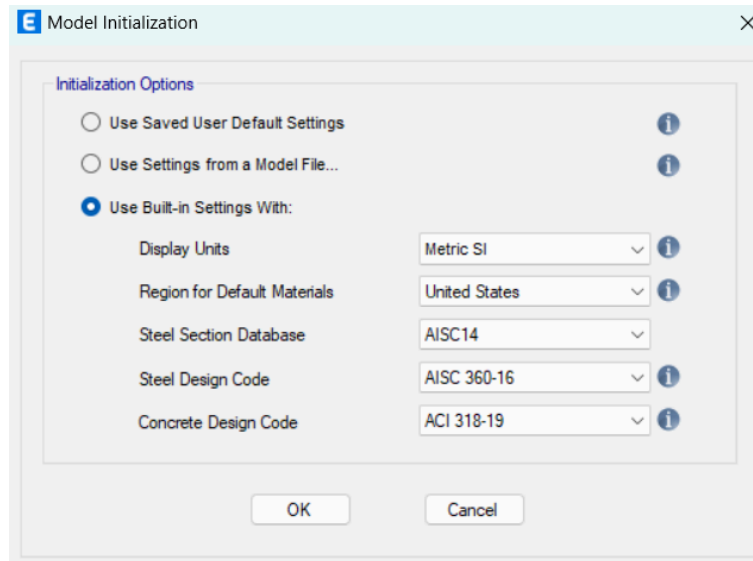 E Model Initialization
Initialization Options
Use Saved User Default Settings
Use Settings from a Model File...
Use Built-in Settings With:
Display Units Metric SI
Region for Default Materials United States
Steel Section Database AISC14
Steel Design Code AISC 360-16
Concrete Design Code ACI 318-19
OK Cancel